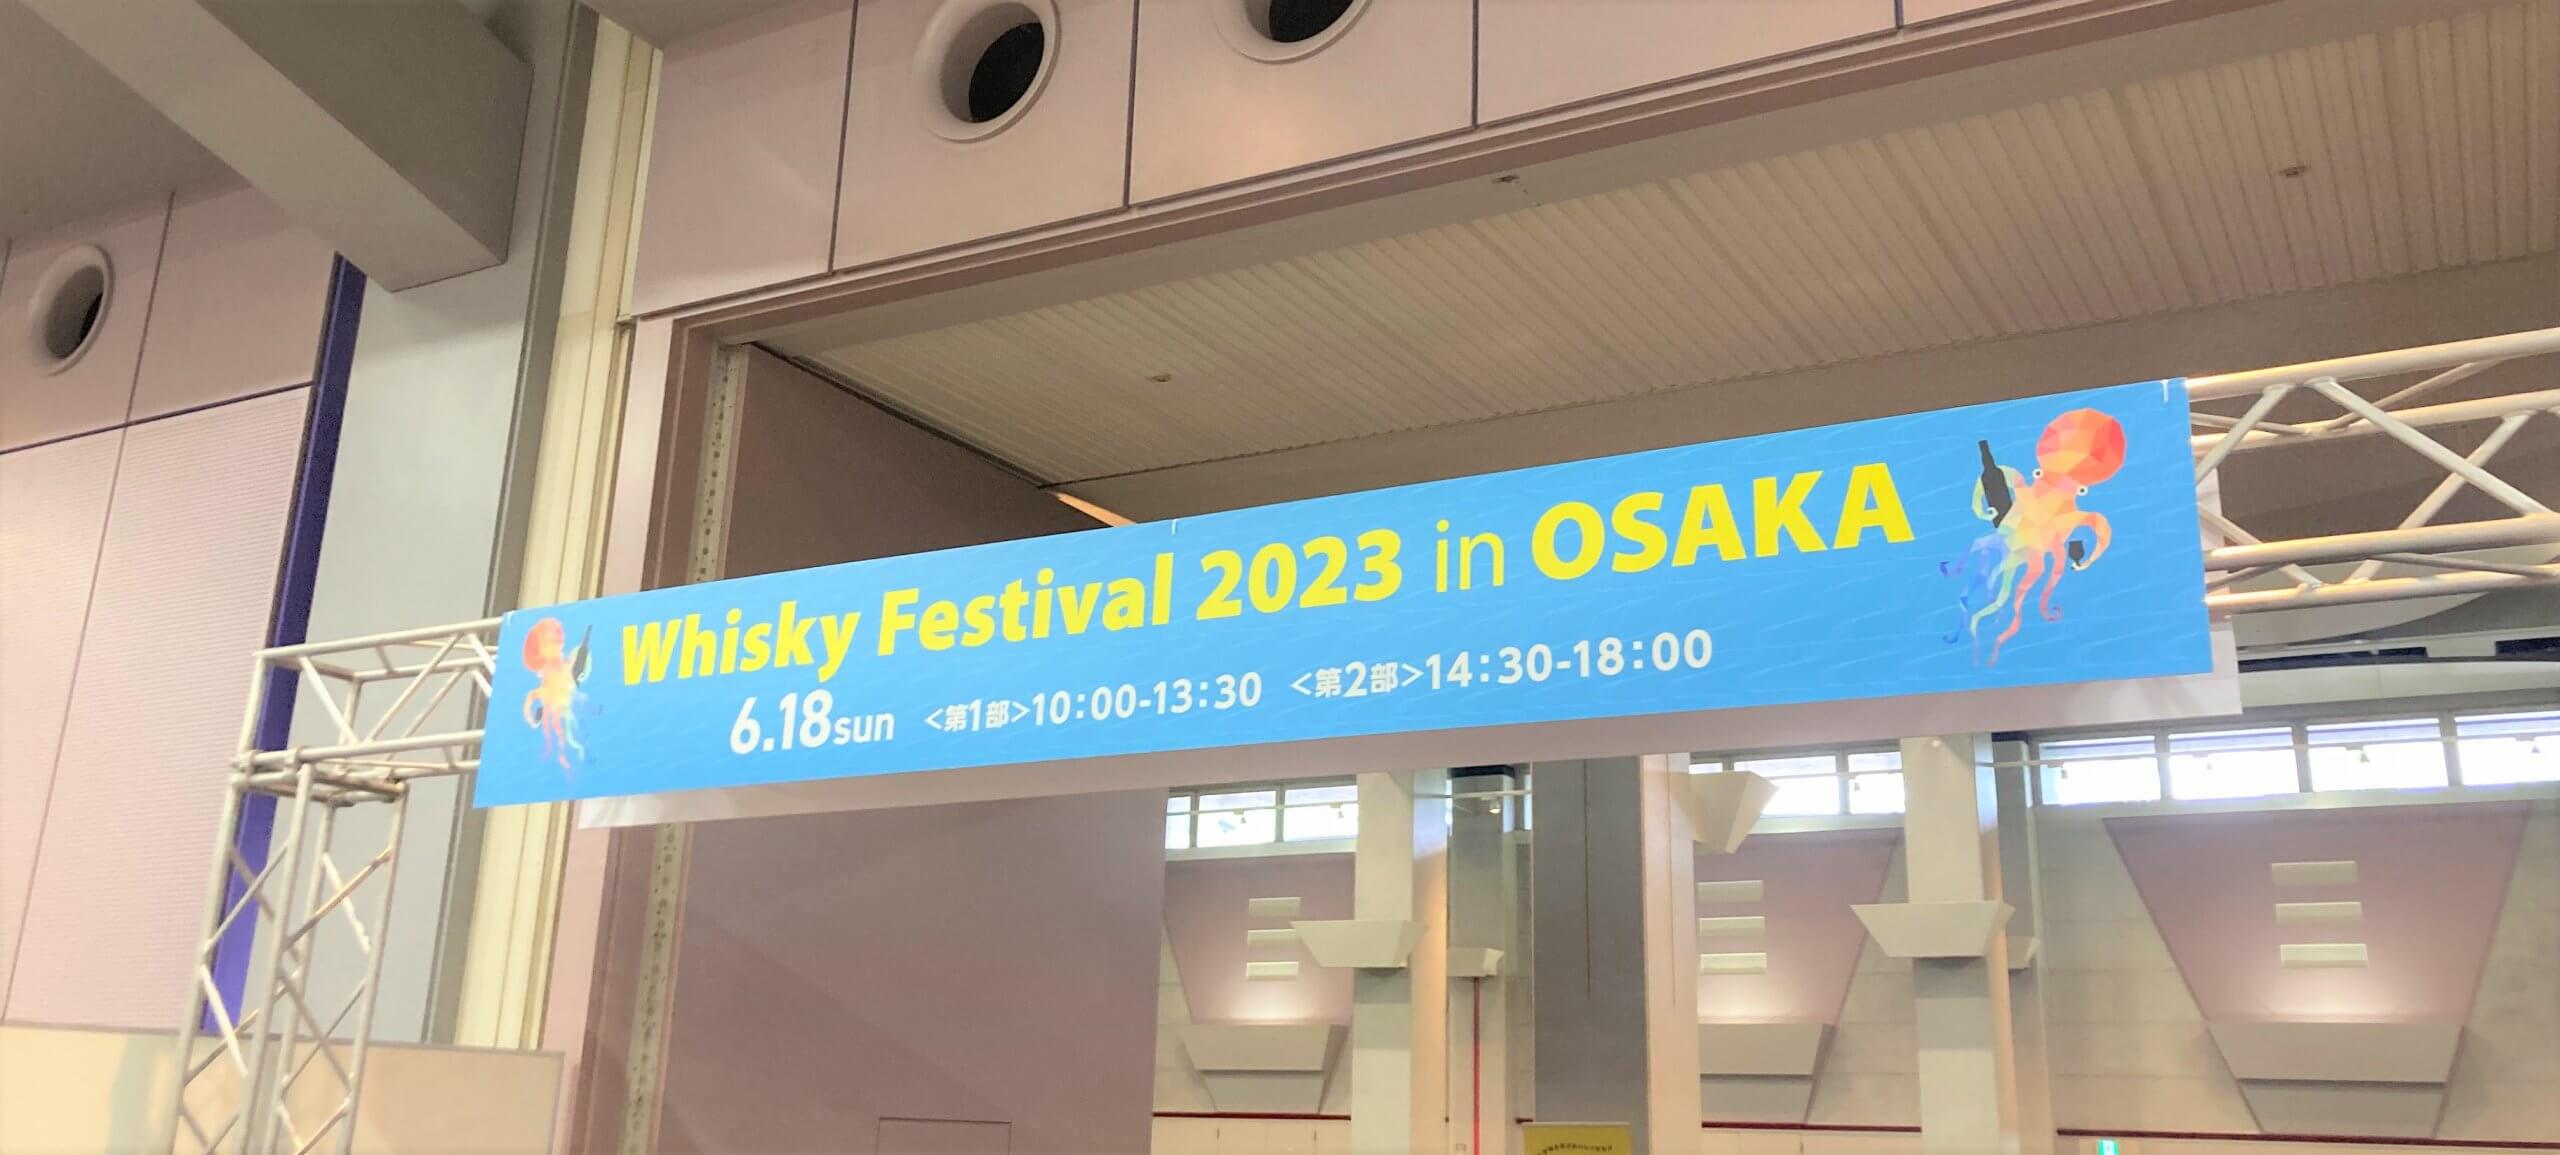 Whisky Festival 2023 in OSAKA
6.18sun <第1部>10:00-13:30 <第2部>14:30-18:00